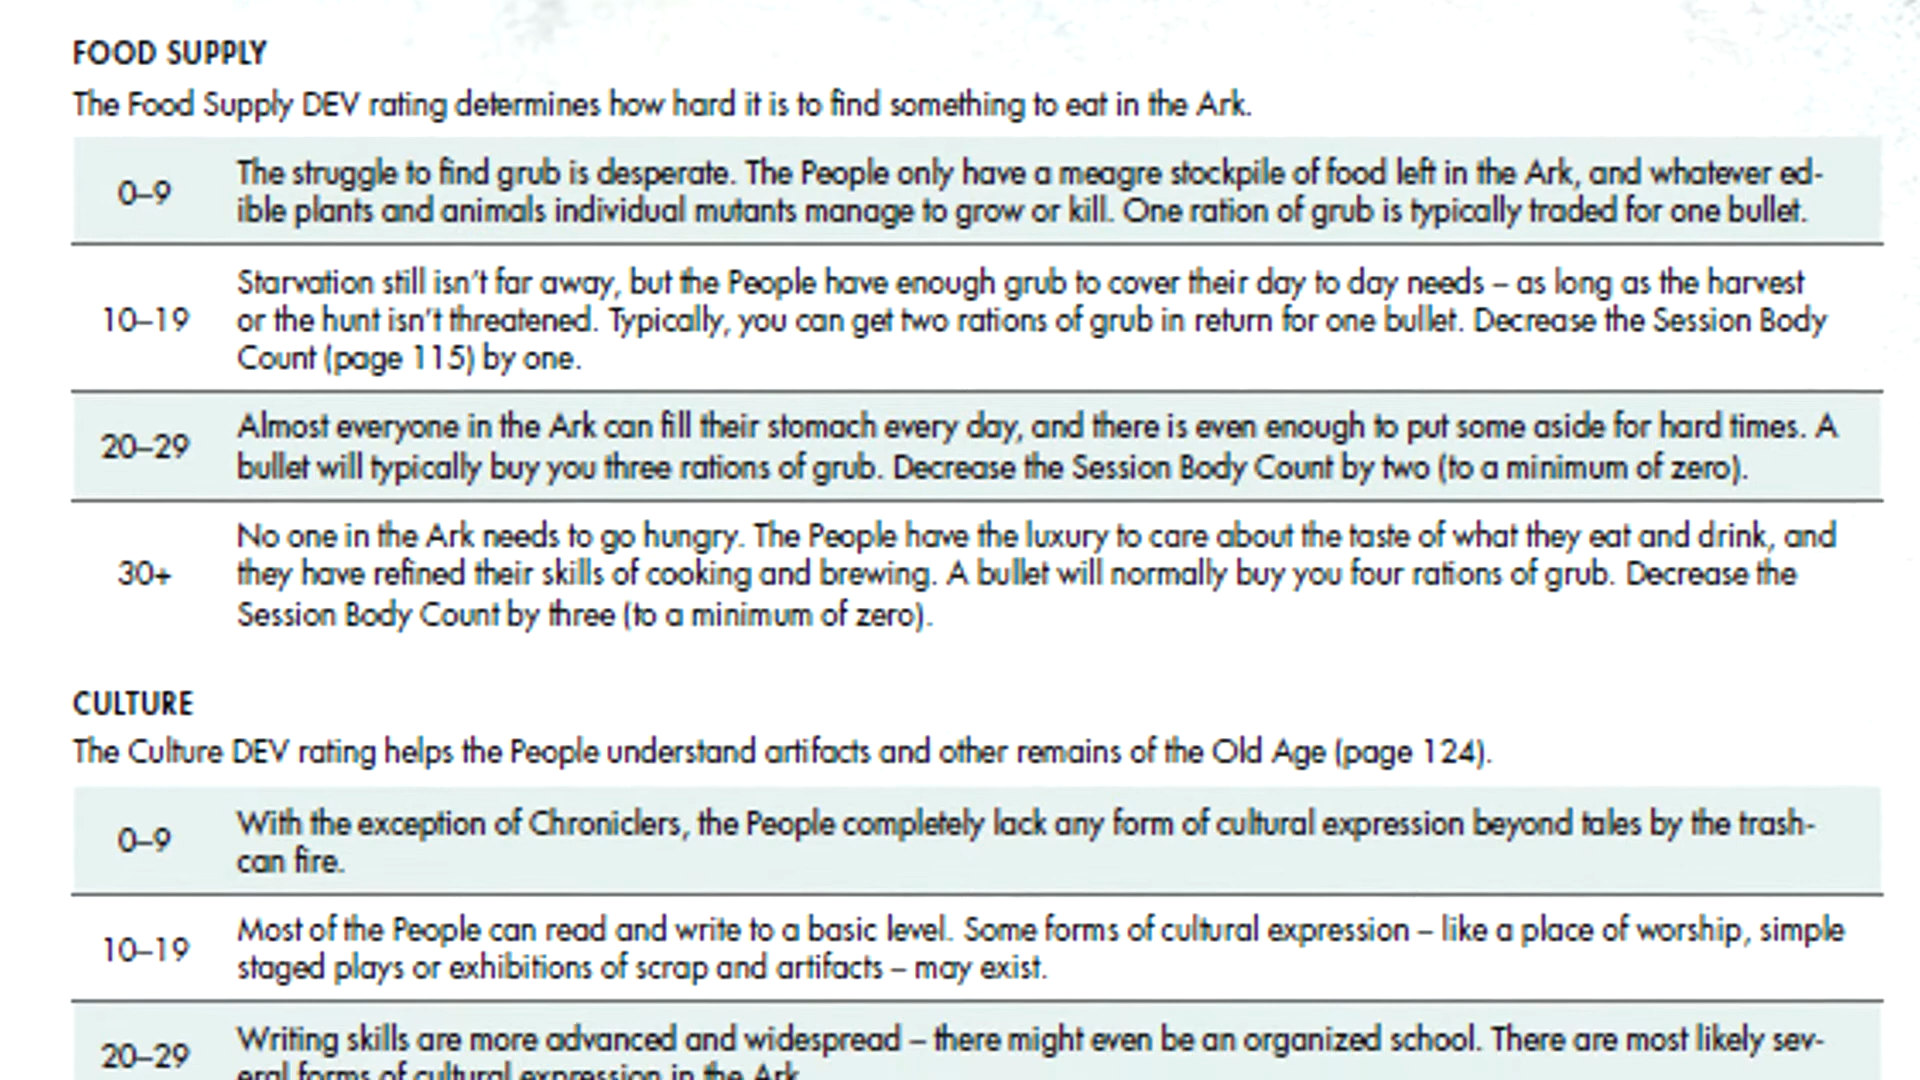 FOOD SUPPLY
The Food Supply DEV rating determines how hard it is to find something to eat in the Ark.
0–9
The struggle to find grub is desperate. The People only have a meagre stockpile of food left in the Ark, and whatever ed-
ible plants and animals individual mutants manage to grow or kill. One ration of grub is typically traded for one bullet.
10–19
Starvation still isn't far away, but the People have enough grub to cover their day to day needs – as long as the harvest
or the hunt isn't threatened. Typically, you can get two rations of grub in return for one bullet. Decrease the Session Body
Count (page 115) by one.
20–29
Almost everyone in the Ark can fill their stomach every day, and there is even enough to put some aside for hard times. A
bullet will typically buy you three rations of grub. Decrease the Session Body Count by two (to a minimum of zero).
30+
No one in the Ark needs to go hungry. The People have the luxury to care about the taste of what they eat and drink, and
they have refined their skills of cooking and brewing. A bullet will normally buy you four rations of grub. Decrease the
Session Body Count by three (to a minimum of zero).
CULTURE
The Culture DEV rating helps the People understand artifacts and other remains of the Old Age (page 124).
0–9
With the exception of Chroniclers, the People completely lack any form of cultural expression beyond tales by the trash-
can fire.
10–19
Most of the People can read and write to a basic level. Some forms of cultural expression – like a place of worship, simple
staged plays or exhibitions of scrap and artifacts – may exist.
20–29
Writing skills are more advanced and widespread – there might even be an organized school. There are most likely sev-
eral forms of cultural expression in the Ark.